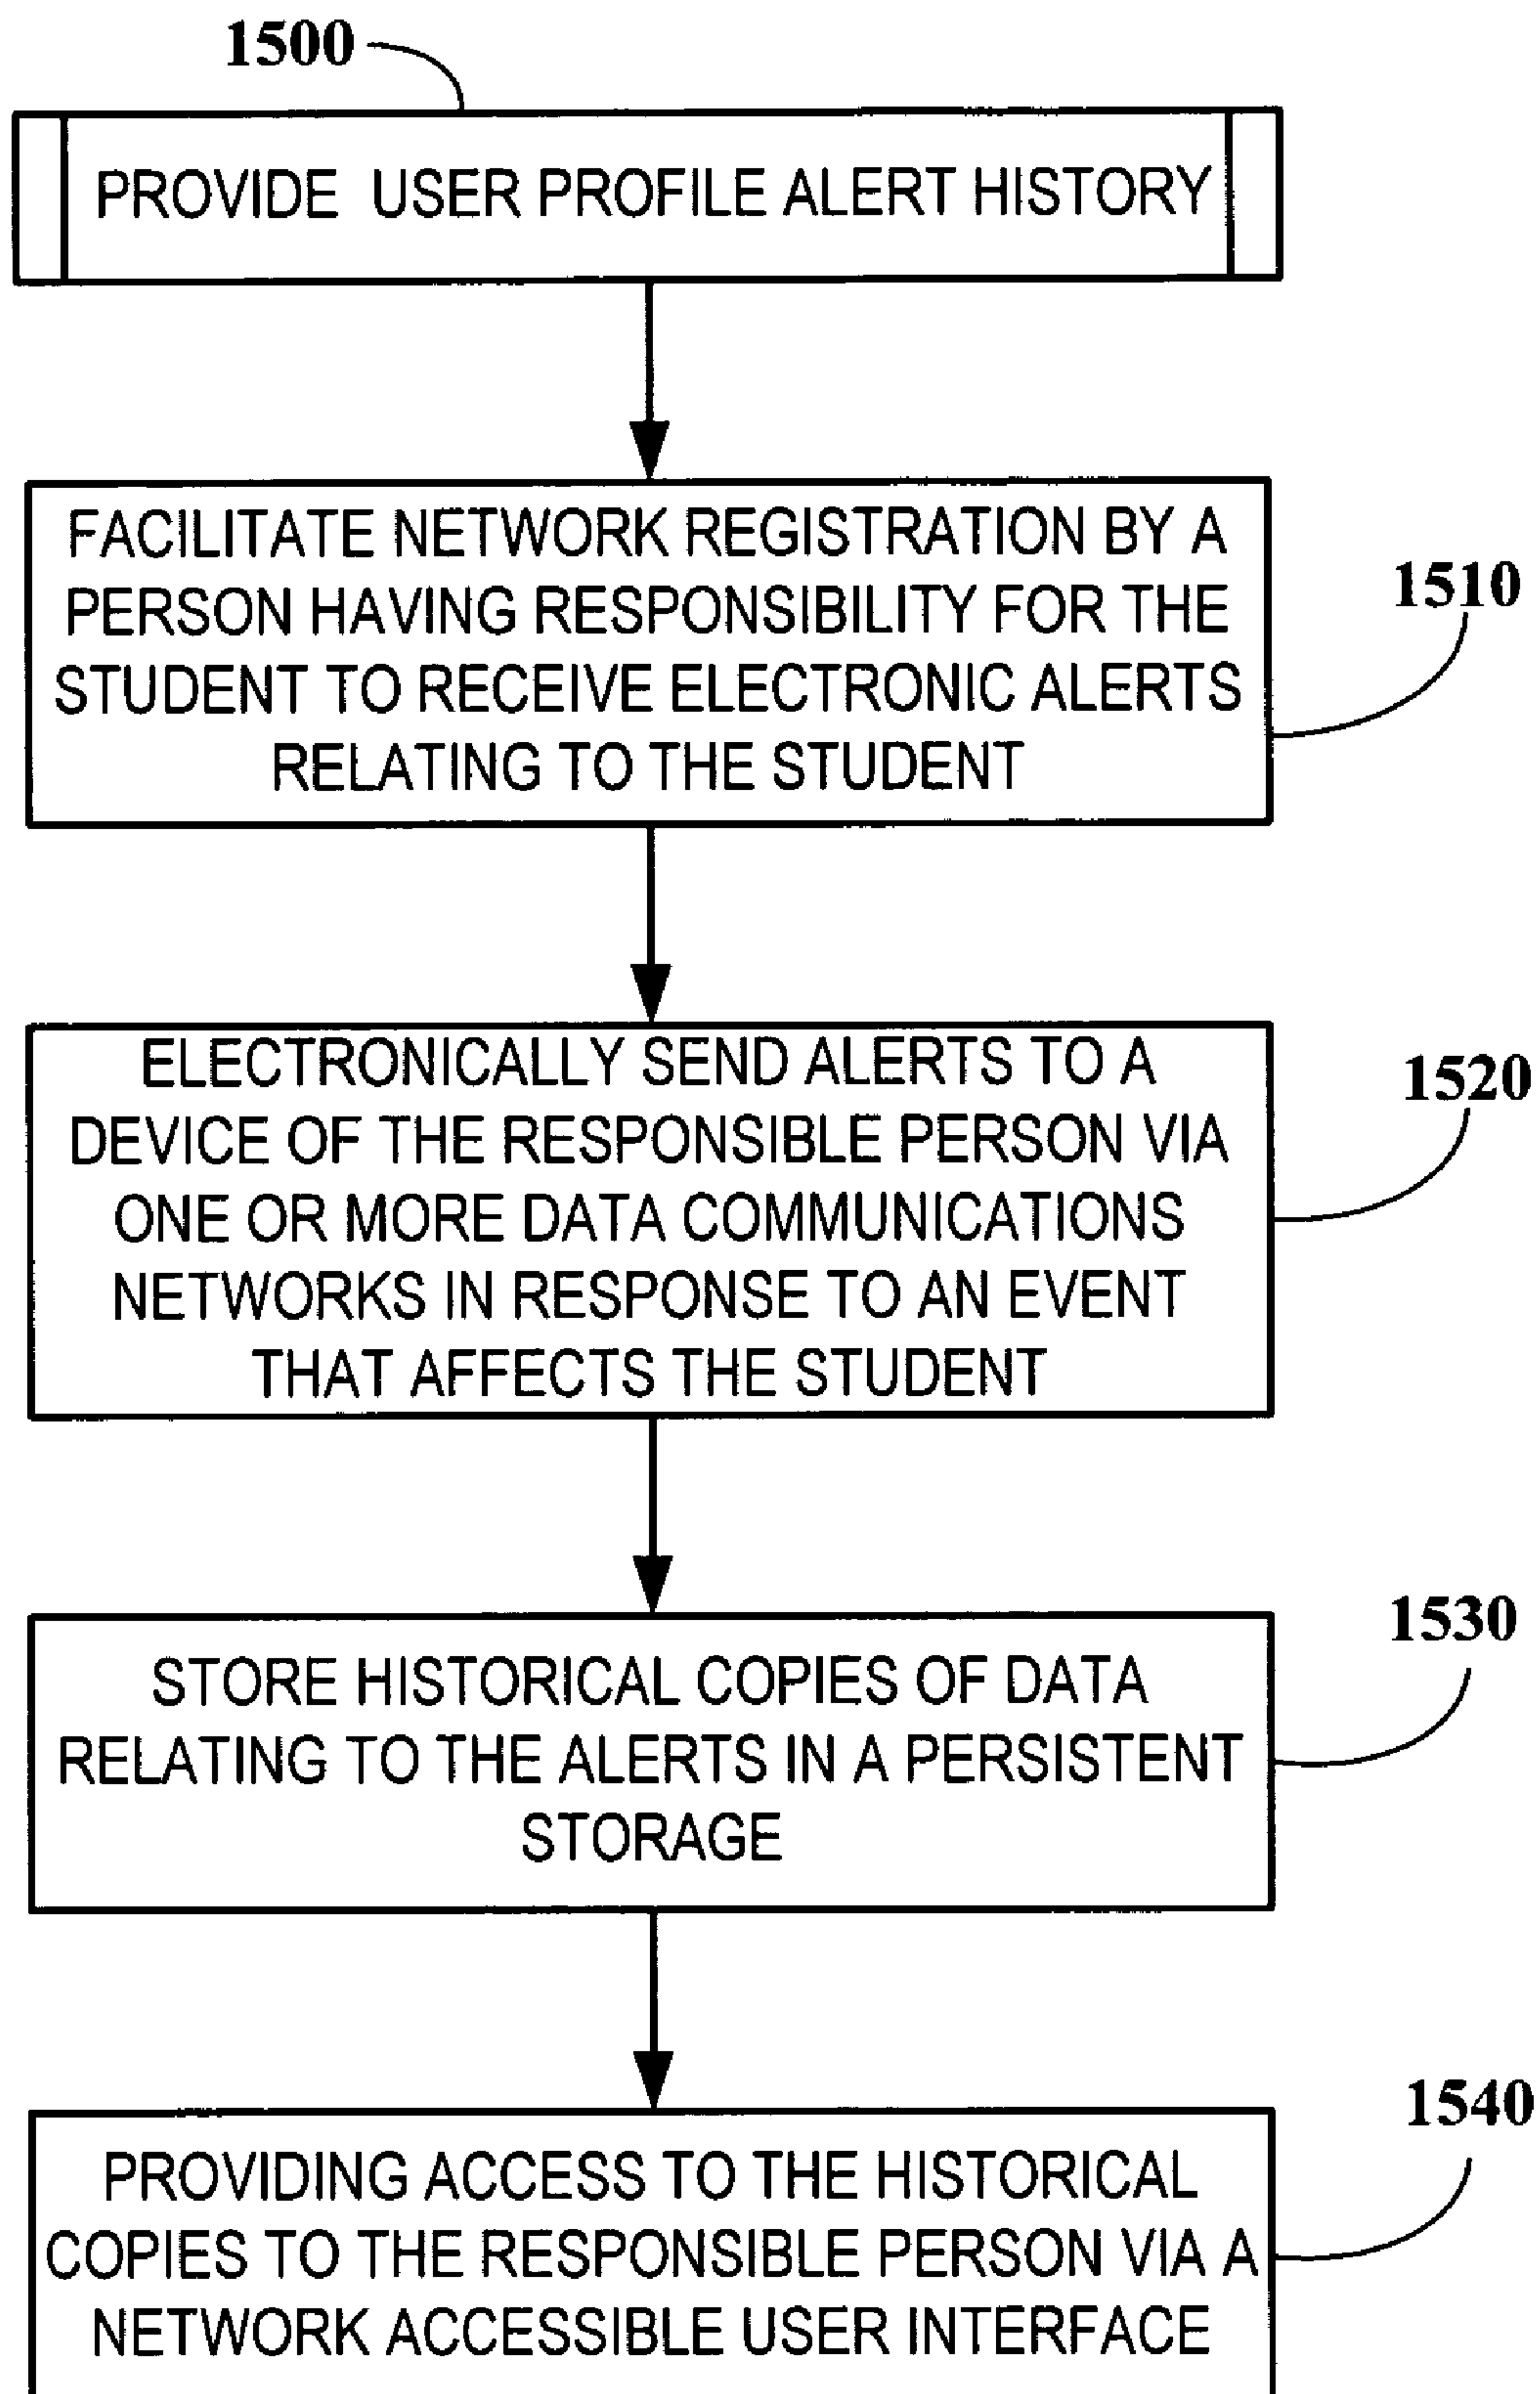 1500
PROVIDE USER PROFILE ALERT HISTORY
FACILITATE NETWORK REGISTRATION BY A
PERSON HAVING RESPONSIBILITY FOR THE
STUDENT TO RECEIVE ELECTRONIC ALERTS
RELATING TO THE STUDENT
1510
ELECTRONICALLY SEND ALERTS TO A
DEVICE OF THE RESPONSIBLE PERSON VIA
ONE OR MORE DATA COMMUNICATIONS
NETWORKS IN RESPONSE TO AN EVENT
THAT AFFECTS THE STUDENT
1520
STORE HISTORICAL COPIES OF DATA
RELATING TO THE ALERTS IN A PERSISTENT
STORAGE
1530
PROVIDING ACCESS TO THE HISTORICAL
COPIES TO THE RESPONSIBLE PERSON VIA A
NETWORK ACCESSIBLE USER INTERFACE
1540